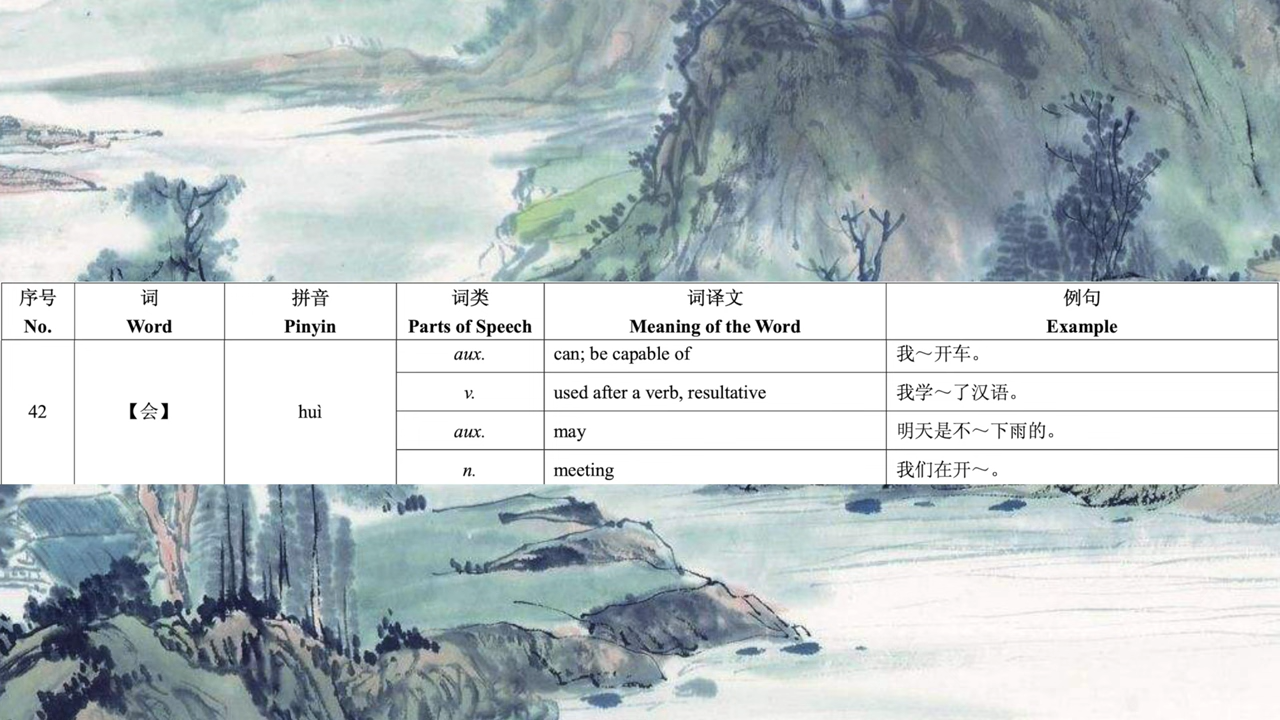 序号 词 拼音 词类 词译文 例句
No. Word Pinyin Parts of Speech Meaning of the Word Example
42 【会】 huì
aux. can; be capable of 我～开车。
v. used after a verb, resultative 我学～了汉语。
aux. may 明天是不～下雨的。
n. meeting 我们在开～。